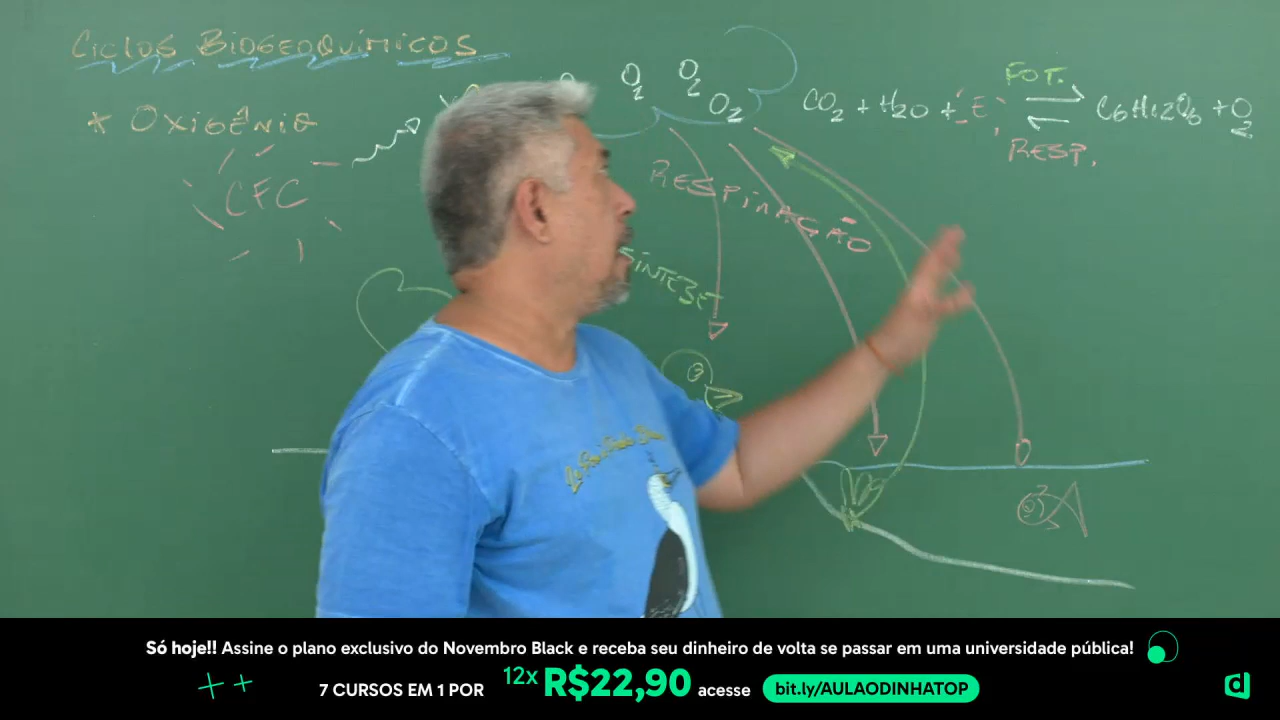 CICLOS BIOGEOQUÍMICOS
* OXIGÊNIO
CFC
O2 O2 O2
CO2 + H2O + E
FOT.
RESP.
C6H12O6 + O2
RESPIRAÇÃO
SÍNTESE
Só hoje!! Assine o plano exclusivo do Novembro Black e receba seu dinheiro de volta se passar em uma universidade pública!
7 CURSOS EM 1 POR 12x R$22,90 acesse bit.ly/AULAODINHATOP
d